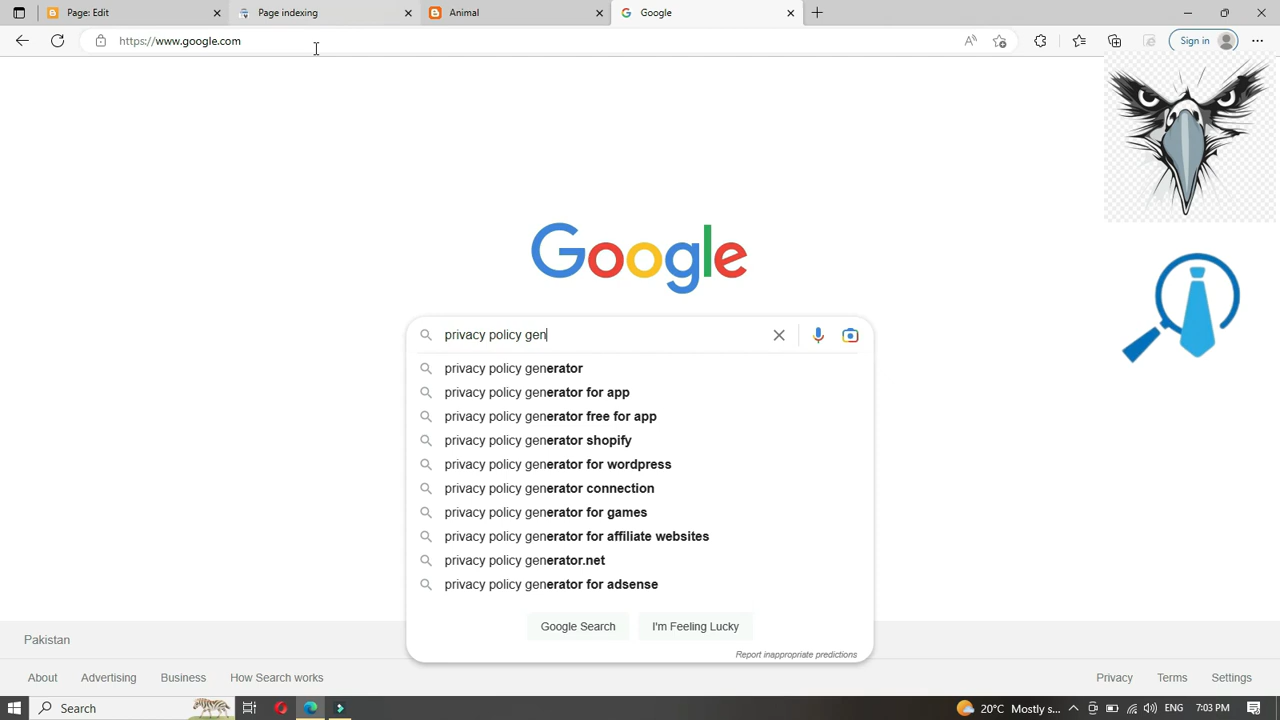 Page: Edit
Page indexing
Animal
Google
https://www.google.com
Sign in
Google
privacy policy gen
privacy policy generator
privacy policy generator for app
privacy policy generator free for app
privacy policy generator shopify
privacy policy generator for wordpress
privacy policy generator connection
privacy policy generator for games
privacy policy generator for affiliate websites
privacy policy generator.net
privacy policy generator for adsense
Google Search
I'm Feeling Lucky
Report inappropriate predictions
Pakistan
About
Advertising
Business
How Search works
Privacy
Terms
Settings
Search
20°C Mostly s...
ENG
7:03 PM